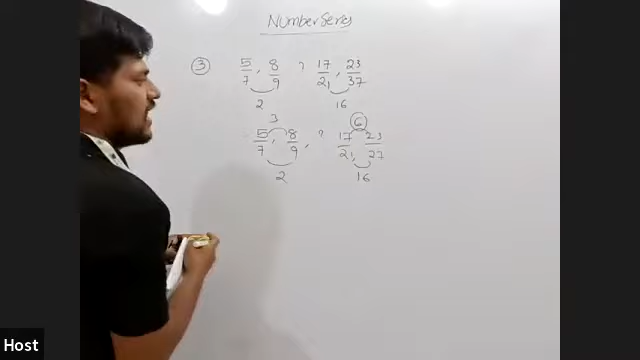 Number Series
③ 5/7, 8/9 ? 17/21, 23/37
2 16
3 6
5/7, 8/9, ? 17/21, 23/27
2 16
Host